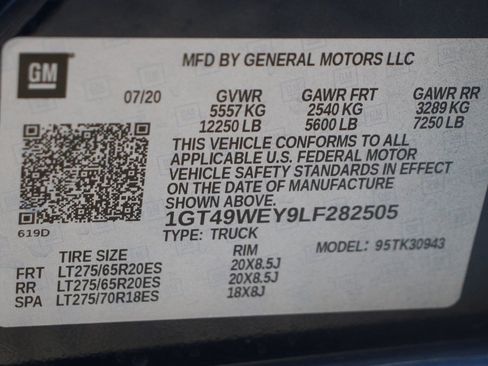 GM
MFD BY GENERAL MOTORS LLC
07/20 GVWR GAWR FRT GAWR RR
5557 KG 2540 KG 3289 KG
12250 LB 5600 LB 7250 LB
THIS VEHICLE CONFORMS TO ALL
APPLICABLE U.S. FEDERAL MOTOR
VEHICLE SAFETY STANDARDS IN EFFECT
ON THE DATE OF MANUFACTURE
SHOWN ABOVE.
1GT49WEY9LF282505
619D
TYPE: TRUCK MODEL: 95TK30943
TIRE SIZE RIM
FRT LT275/65R20ES 20X8.5J
RR LT275/65R20ES 20X8.5J
SPA LT275/70R18ES 18X8J